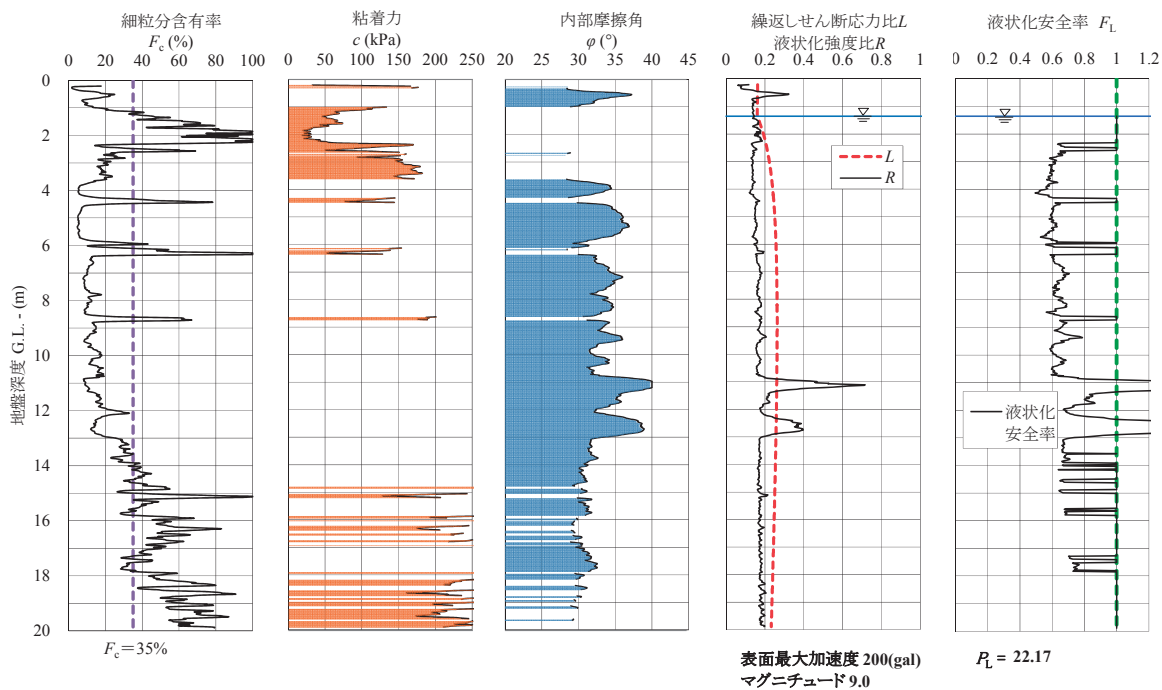 細粒分含有率
Fc (%)
0 20 40 60 80 100
粘着力
c (kPa)
0 50 100 150 200 250
内部摩擦角
φ (°)
20 25 30 35 40 45
繰返しせん断応力比L
液状化強度比R
0 0.2 0.4 0.6 0.8 1
液状化安全率 FL
0 0.2 0.4 0.6 0.8 1 1.2
地盤深度 G.L. - (m)
0
2
4
6
8
10
12
14
16
18
20
L
R
液状化
安全率
Fc＝35%
表面最大加速度 200(gal)
マグニチュード 9.0
PL = 22.17